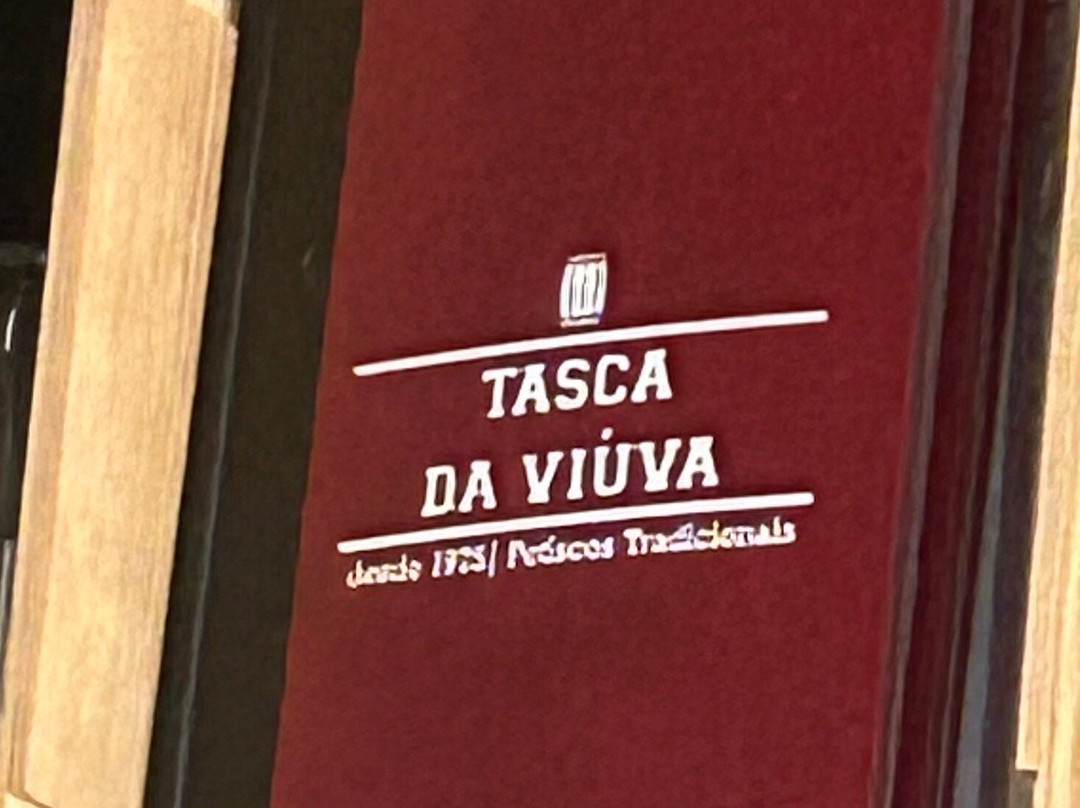 TASCA
DA VIÚVA
desde / Petiscos Tradicionais